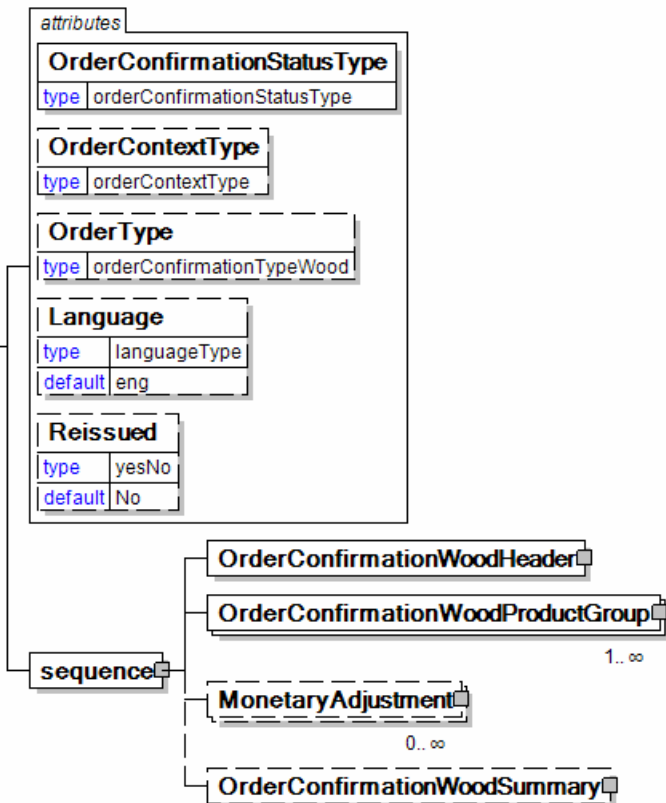 attributes
OrderConfirmationStatusType
type orderConfirmationStatusType
OrderContextType
type orderContextType
OrderType
type orderConfirmationTypeWood
Language
type languageType
default eng
Reissued
type yesNo
default No
OrderConfirmationWoodHeader
OrderConfirmationWoodProductGroup
1.. ∞
sequence
MonetaryAdjustment
0.. ∞
OrderConfirmationWoodSummary